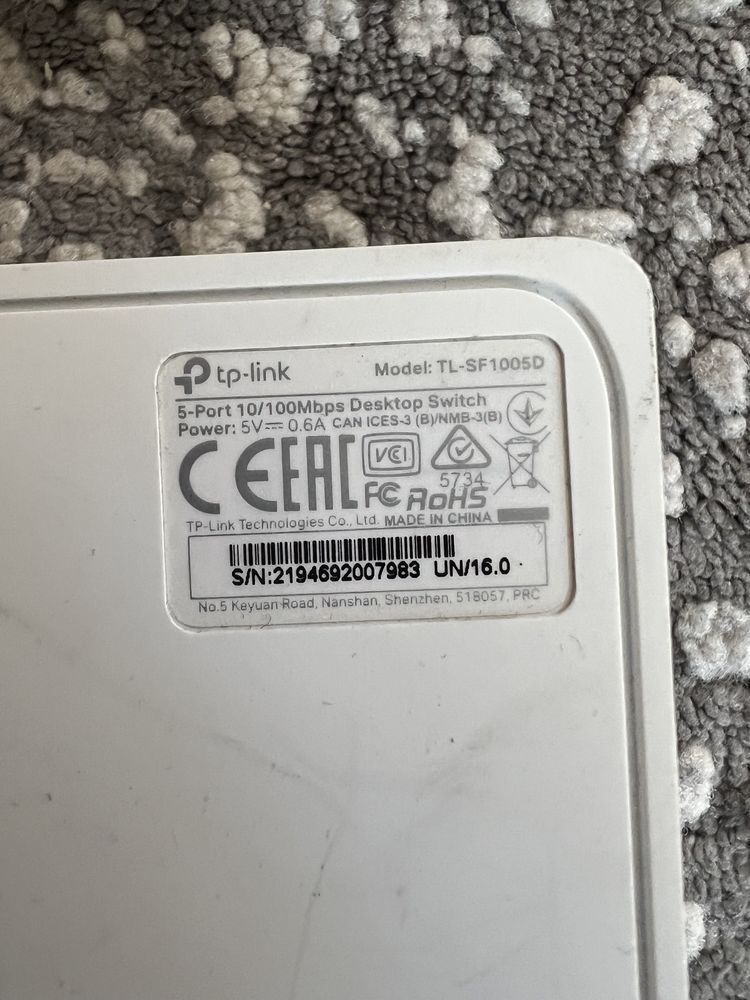 tp-link
Model: TL-SF1005D
5-Port 10/100Mbps Desktop Switch
Power: 5V⎓ 0.6A CAN ICES-3 (B)/NMB-3(B)
CE EAC VCI 5734
FC RoHS
TP-Link Technologies Co., Ltd. MADE IN CHINA
S/N:2194692007983 UN/16.0
No.5 Keyuan Road, Nanshan, Shenzhen, 518057, PRC